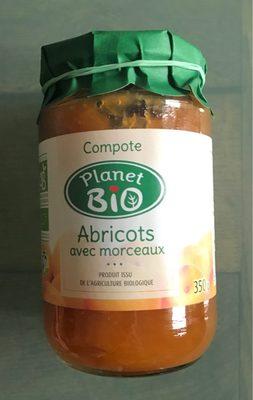 Compote
Planet
BiO
Abricots
avec morceaux
PRODUIT ISSU
DE L'AGRICULTURE BIOLOGIQUE
350